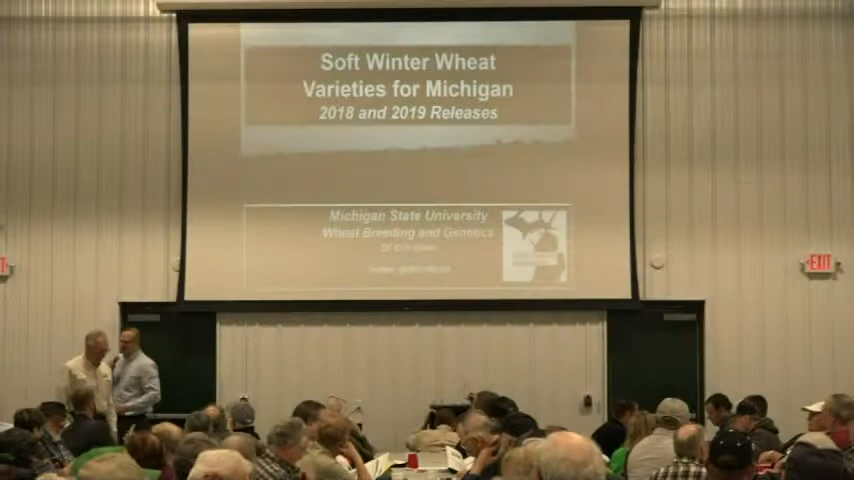 Soft Winter Wheat
Varieties for Michigan
2018 and 2019 Releases
Michigan State University
Wheat Breeding and Genetics
EXIT